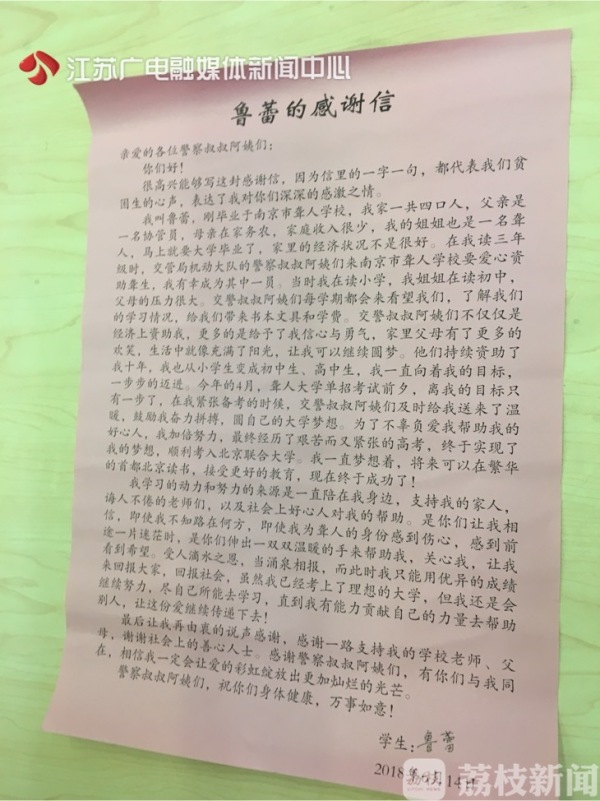 江苏广电融媒体新闻中心
鲁蕾的感谢信
亲爱的各位警察叔叔阿姨们：
你们好！
很高兴能够写这封感谢信，因为信里的一字一句，都代表我们贫
困生的心声，表达了我对你们深深的感激之情。
我叫鲁蕾，刚毕业于南京市聋人学校，我家一共四口人，父亲是
一名协管员，母亲在家务农，家庭收入很少，我的姐姐也是一名聋
人，马上就要大学毕业了，家里的经济状况不是很好。在我读三年
级时，交管局机动大队的警察叔叔阿姨们来南京市聋人学校要爱心资
助聋生，我有幸成为其中一员。当时我在读小学，我姐姐在读初中，
父母的压力很大。交警叔叔阿姨们每学期都会来看望我们，了解我们
的学习情况，给我们带来书本文具和学费。交警叔叔阿姨们不仅仅是
经济上资助我，更多的是给予了我信心与勇气，家里父母有了更多的
欢笑，生活中就像充满了阳光，让我可以继续圆梦。他们持续资助了
我十年，我也从小学生变成初中生、高中生，我一直向着我的目标，
一步步的迈进。今年的4月，聋人大学单招考试前夕，离我的目标只
有一步了，在我紧张备考的时候，交警叔叔阿姨们及时给我送来了温
暖，鼓励我奋力拼搏，圆自己的大学梦想。为了不辜负爱我帮助我的
好心人，我加倍努力，最终经历了艰苦而又紧张的高考，终于实现了
我的梦想，顺利考入北京联合大学。我一直梦想着，将来可以在繁华
的首都北京读书，接受更好的教育，现在终于成功了！
我学习的动力和努力的来源是一直陪在我身边，支持我的家人，
诲人不倦的老师们，以及社会上好心人对我的帮助。是你们让我相
信，即使我不知路在何方，即使我为聋人的身份感到伤心，感到前
途一片迷茫时，是你们伸出一双双温暖的手来帮助我，关心我，让我
看到希望。受人滴水之恩，当涌泉相报，而此时我只能用优异的成绩
来回报大家，回报社会，虽然我已经考上了理想的大学，但我还是会
继续努力，尽自己所能去学习，直到我有能力贡献自己的力量去帮助
别人，让这份爱继续传递下去！
最后让我再由衷的说声感谢，感谢一路支持我的学校老师、父
母，谢谢社会上的善心人士。感谢警察叔叔阿姨们，有你们与我同
在，相信我一定会让爱的彩虹绽放出更加灿烂的光芒。
警察叔叔阿姨们，祝你们身体健康，万事如意！
学生：鲁蕾
2018年 月14日
荔枝新闻